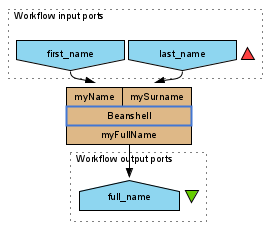 Workflow input ports
first_name last_name
myName mySurname
Beanshell
myFullName
Workflow output ports
full_name